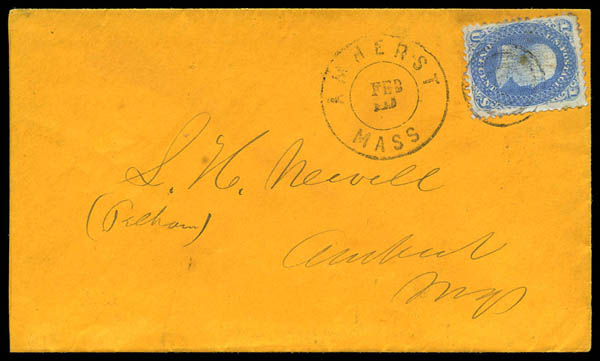 AMHERST
FEB
MASS
S. H. Newell
(Pelham)
Amherst
Mass